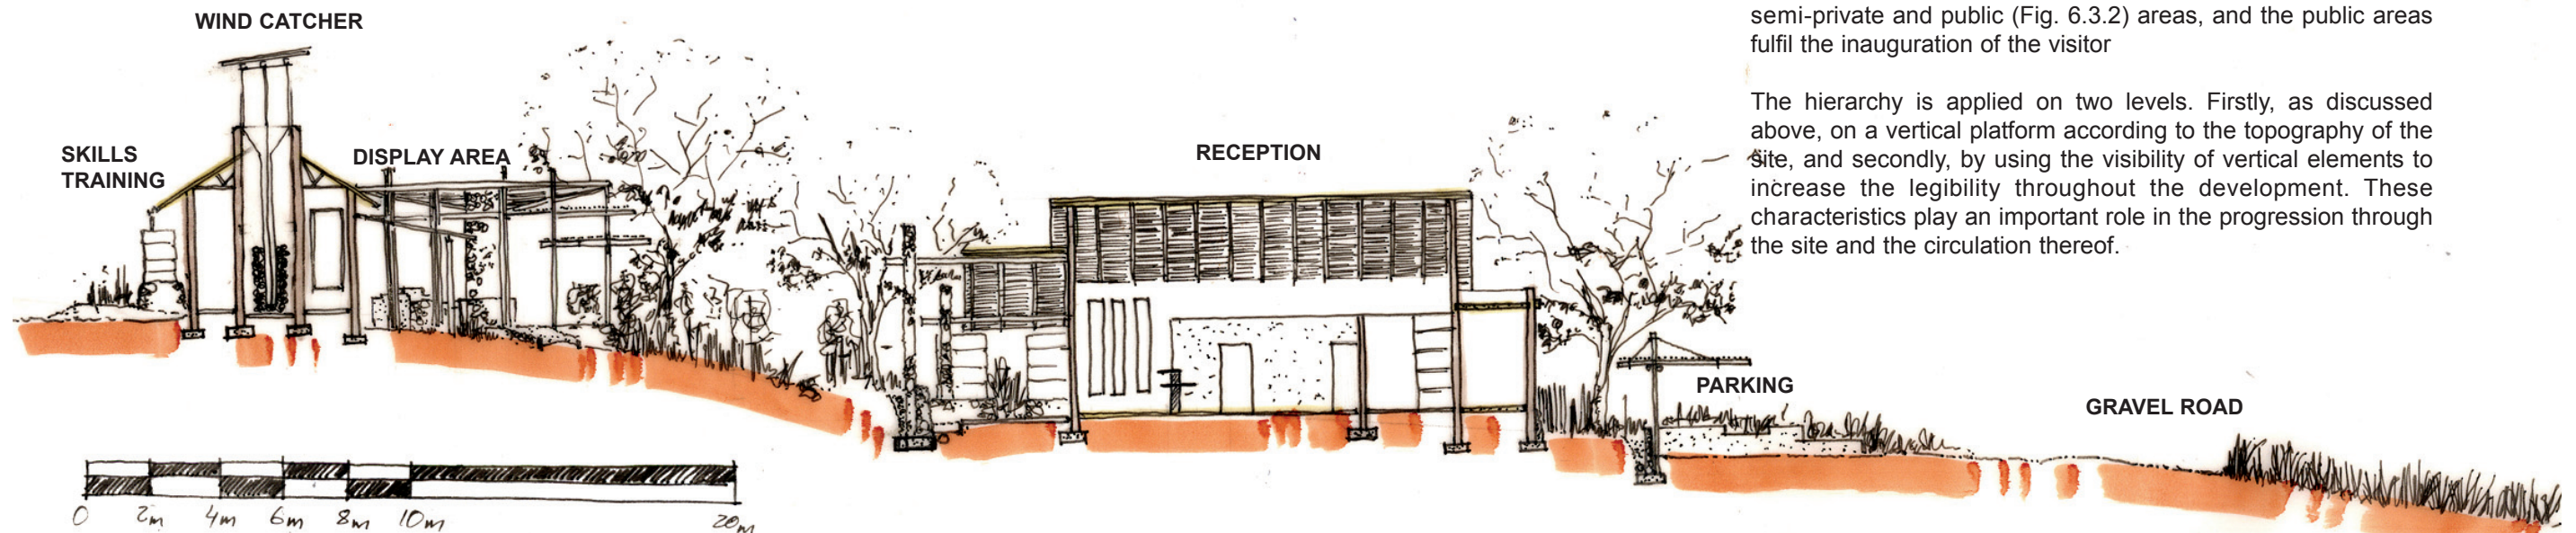 WIND CATCHER
SKILLS
TRAINING
DISPLAY AREA
RECEPTION
PARKING
GRAVEL ROAD
0 2m 4m 6m 8m 10m 20m
semi-private and public (Fig. 6.3.2) areas, and the public areas
fulfil the inauguration of the visitor
The hierarchy is applied on two levels. Firstly, as discussed
above, on a vertical platform according to the topography of the
site, and secondly, by using the visibility of vertical elements to
increase the legibility throughout the development. These
characteristics play an important role in the progression through
the site and the circulation thereof.